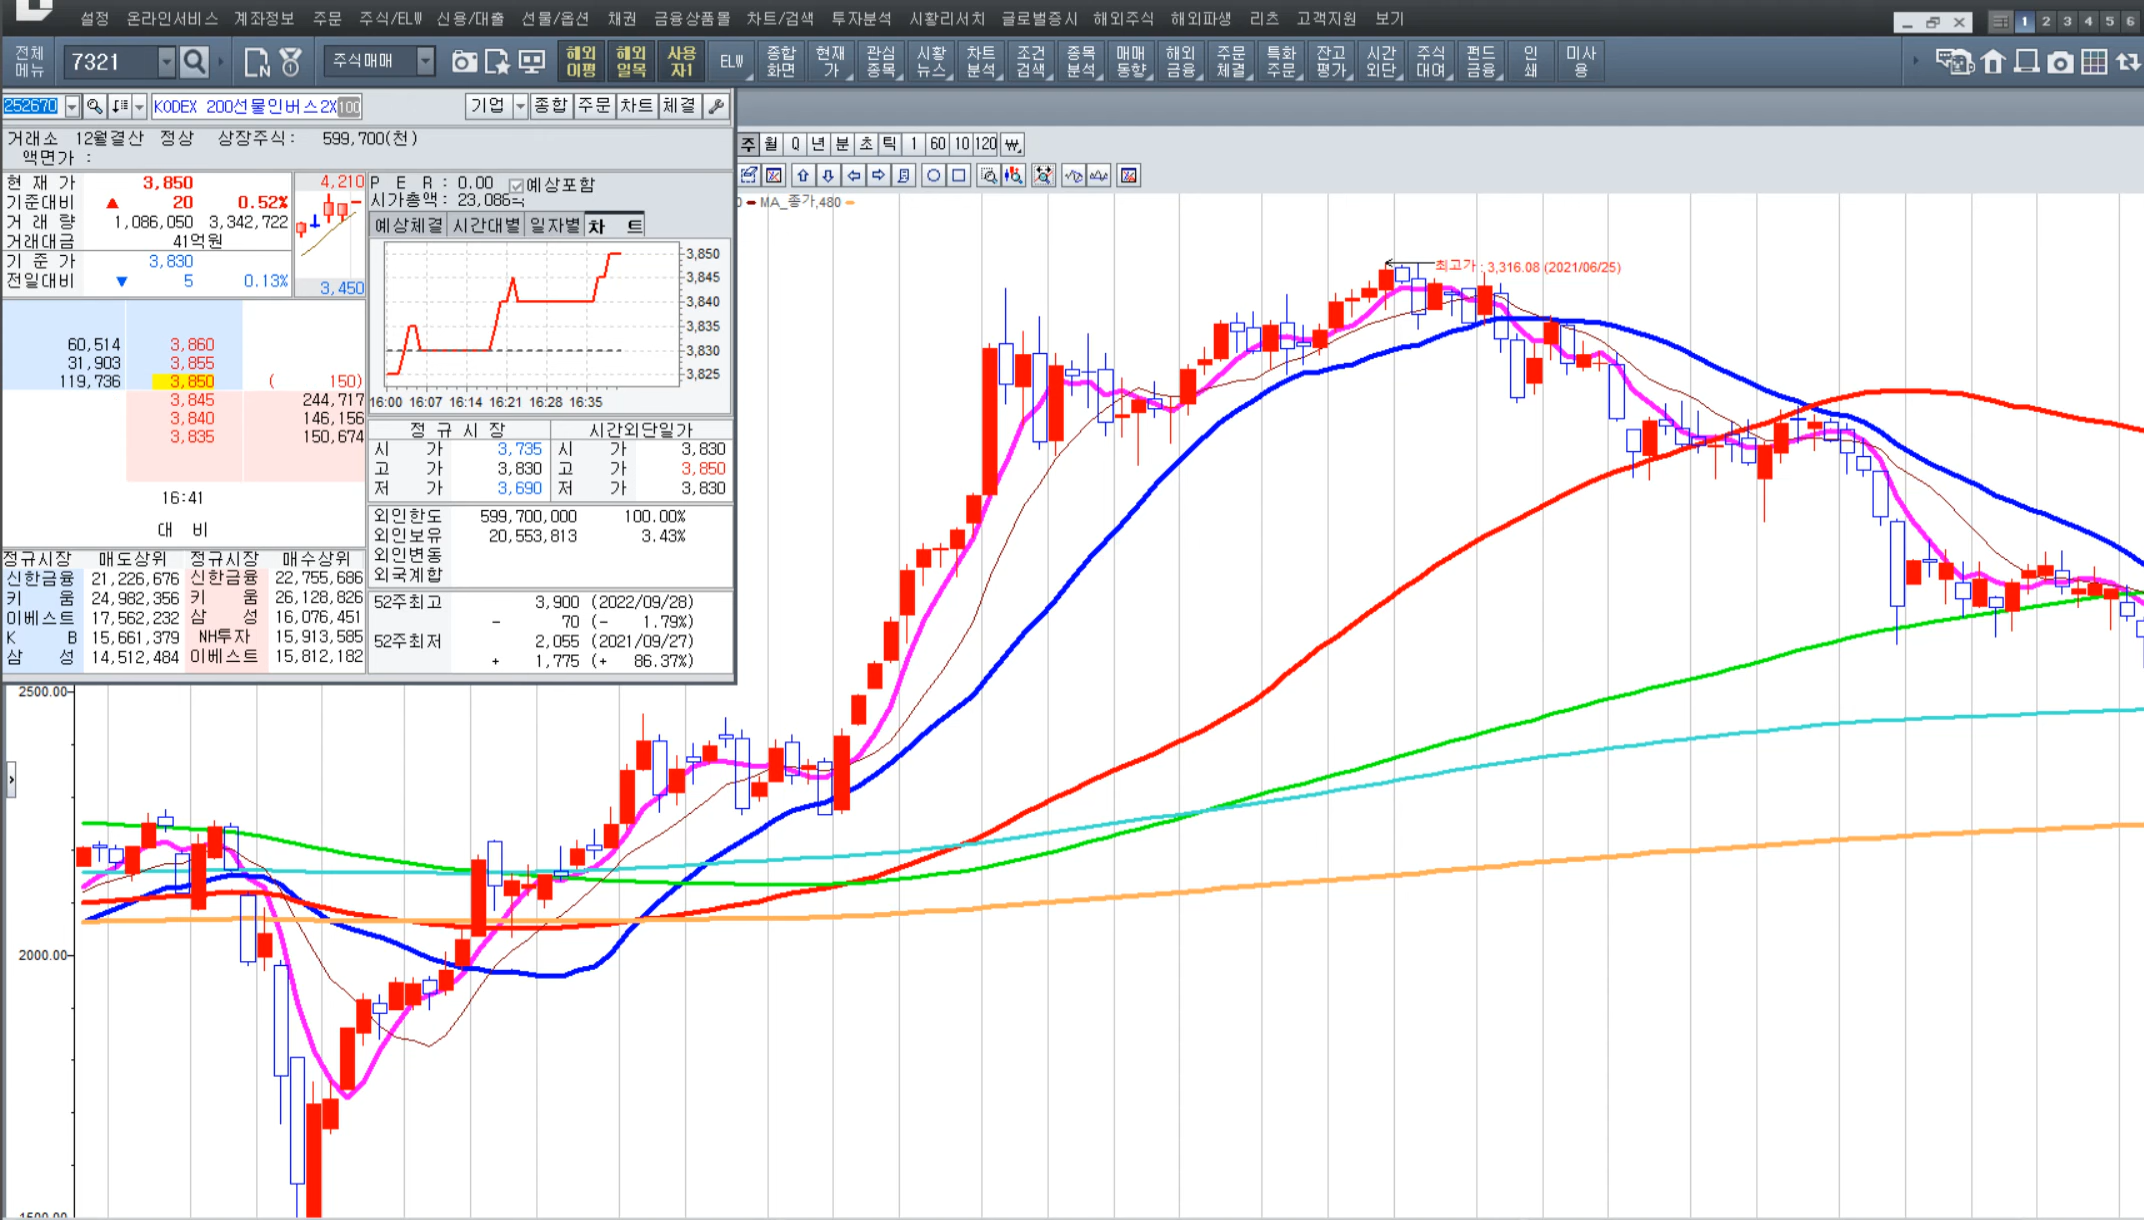 설정 온라인서비스 계좌정보 주문 주식/ELW 신용/대출 선물/옵션 채권 금융상품몰 차트/검색 투자분석 시황리서치 글로벌증시 해외주식 해외파생 리츠 고객지원 보기
1 2 3 4 5 6
전체메뉴 7321 주식매매 해외이평 해외일목 사용자1 ELW 종합화면 현재가 관심종목 시황뉴스 차트분석 조건검색 종목분석 매매동향 해외금융 주문체결 특화주문 잔고평가 시간외단 주식대여 펀드금융 인쇄 미사용
252670 KODEX 200선물인버스2X 100 기업 종합 주문 차트 체결
거래소 12월결산 정상 상장주식: 599,700(천)
액면가 :
주 월 Q 년 분 초 틱 1 60 10 120 ₩
MA_종가,480
현재가 3,850
기준대비 ▲ 20 0.52%
거래량 1,086,050 3,342,722
거래대금 41억원
기준가 3,830
전일대비 ▼ 5 0.13%
4,210
3,450
P E R: 0.00 예상포함
시가총액: 23,086억
예상체결 시간대별 일자별 차 트
3,850
3,845
3,840
3,835
3,830
3,825
16:00 16:07 16:14 16:21 16:28 16:35
60,514 3,860
31,903 3,855
119,736 3,850 ( 150)
3,845 244,717
3,840 146,156
3,835 150,674
16:41
대 비
정규시장 시간외단일가
시 가 3,735 시 가 3,830
고 가 3,830 고 가 3,850
저 가 3,690 저 가 3,830
외인한도 599,700,000 100.00%
외인보유 20,553,813 3.43%
외인변동
외국계합
정규시장 매도상위 정규시장 매수상위
신한금융 21,226,676 신한금융 22,755,686
키 움 24,982,356 키 움 26,128,826
이베스트 17,562,232 삼 성 16,076,451
K B 15,661,379 NH투자 15,913,585
삼 성 14,512,484 이베스트 15,812,182
52주최고 3,900 (2022/09/28)
- 70 (- 1.79%)
52주최저 2,055 (2021/09/27)
+ 1,775 (+ 86.37%)
최고가 : 3,316.08 (2021/06/25)
2500.00
2000.00
1500.00